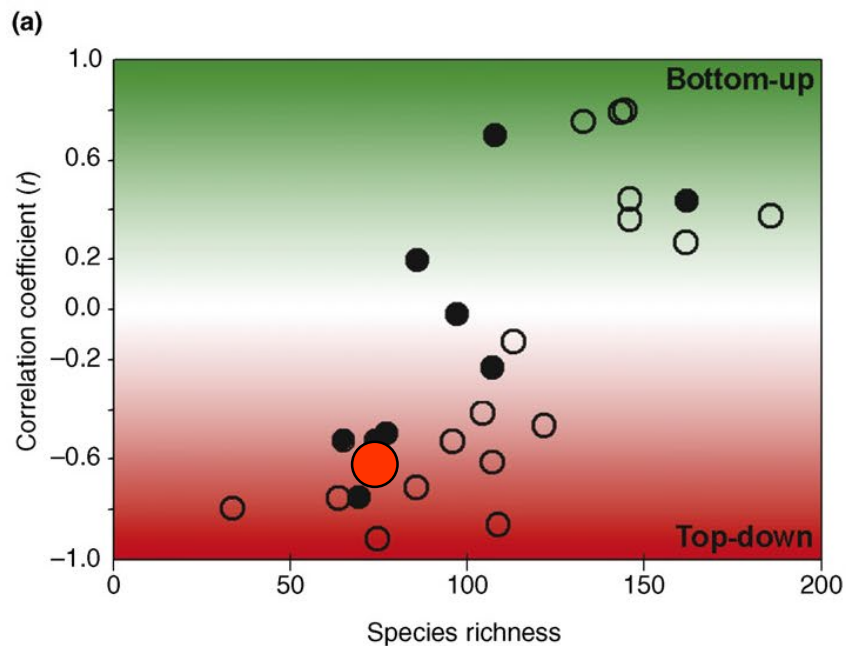 (a)
1.0
Bottom-up
0.6
0.2
0.0
−0.2
−0.6
Top-down
−1.0
Correlation coefficient (r)
0 50 100 150 200
Species richness